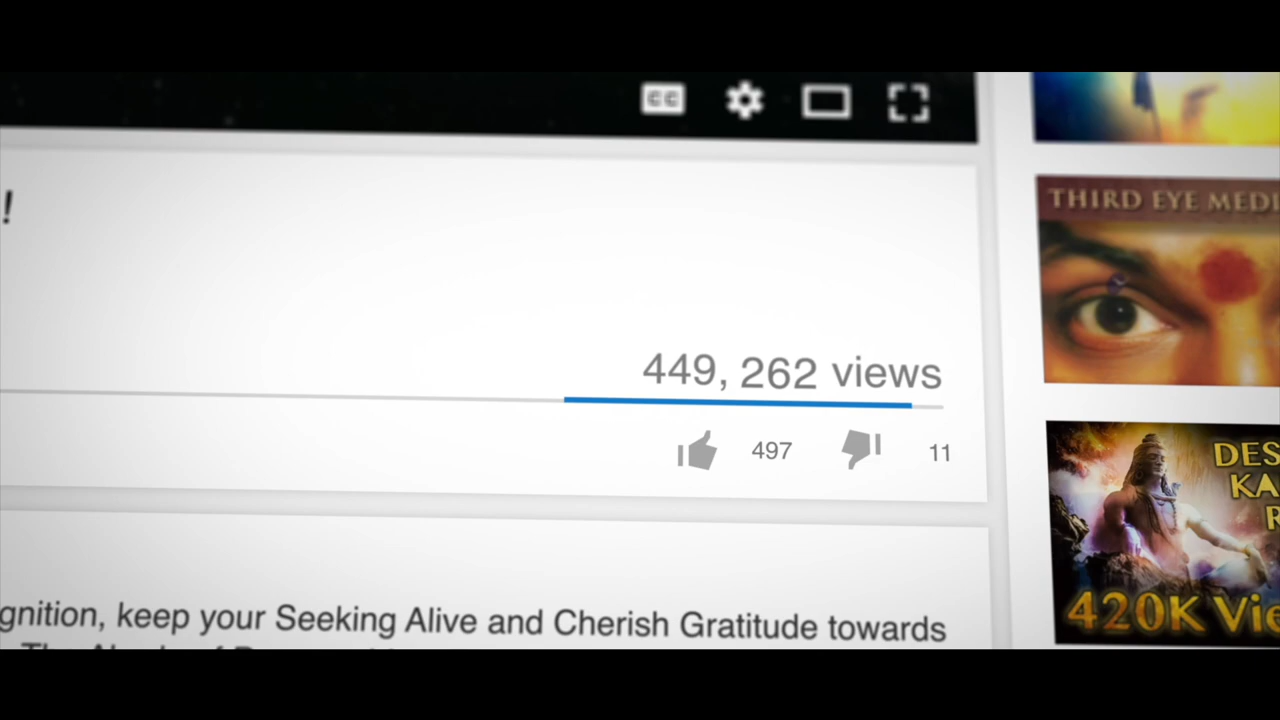 CC
!
THIRD EYE MEDI
449, 262 views
497
11
DES
KA
420K Vie
gnition, keep your Seeking Alive and Cherish Gratitude towards